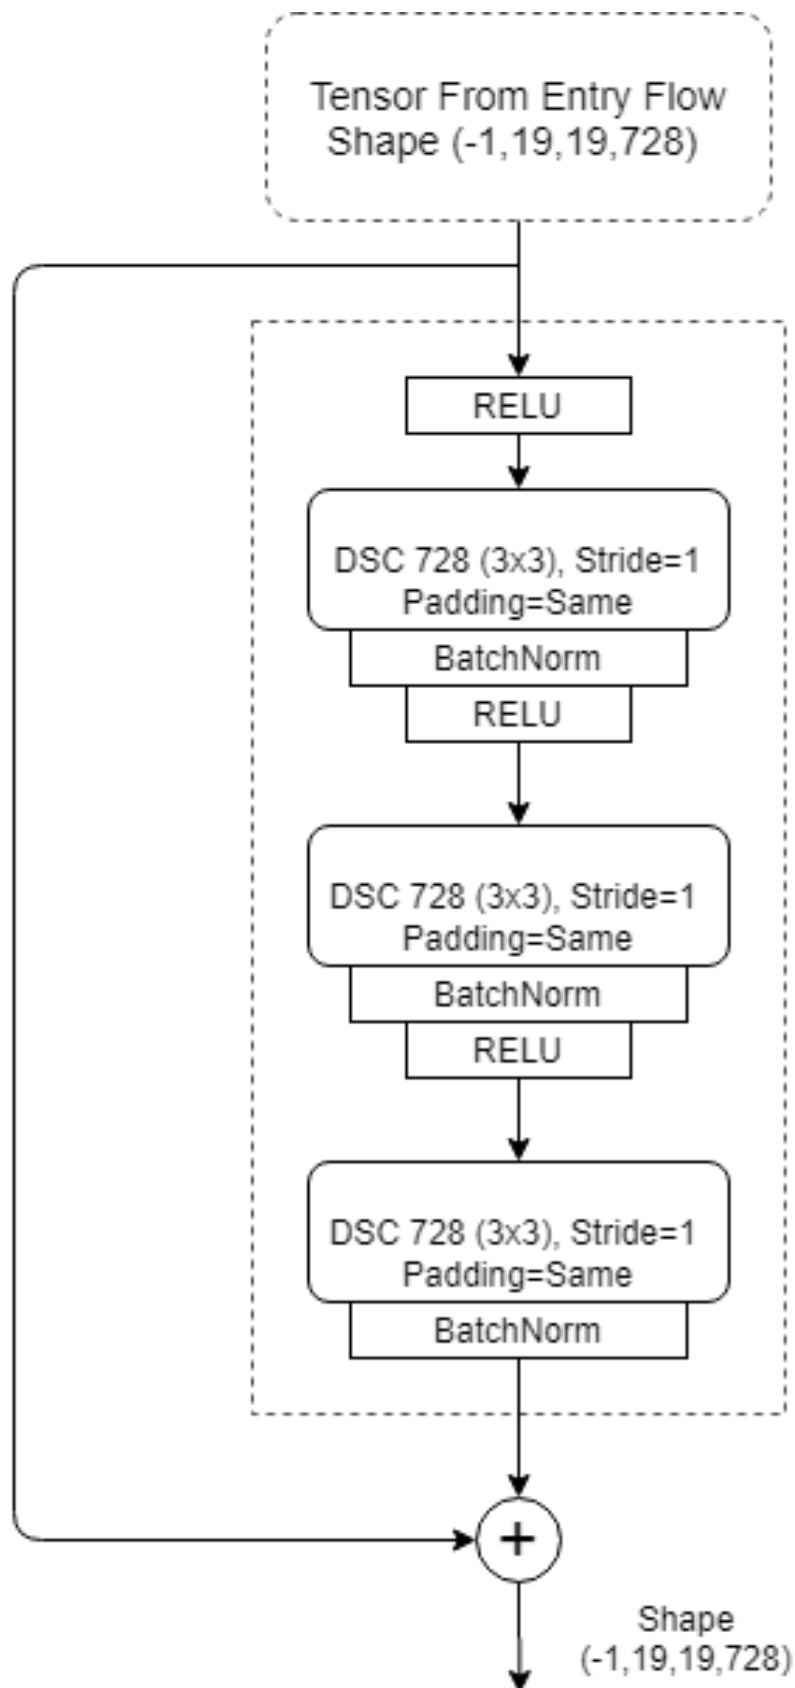 Tensor From Entry Flow
Shape (-1,19,19,728)
RELU
DSC 728 (3x3), Stride=1
Padding=Same
BatchNorm
RELU
DSC 728 (3x3), Stride=1
Padding=Same
BatchNorm
RELU
DSC 728 (3x3), Stride=1
Padding=Same
BatchNorm
+
Shape
(-1,19,19,728)